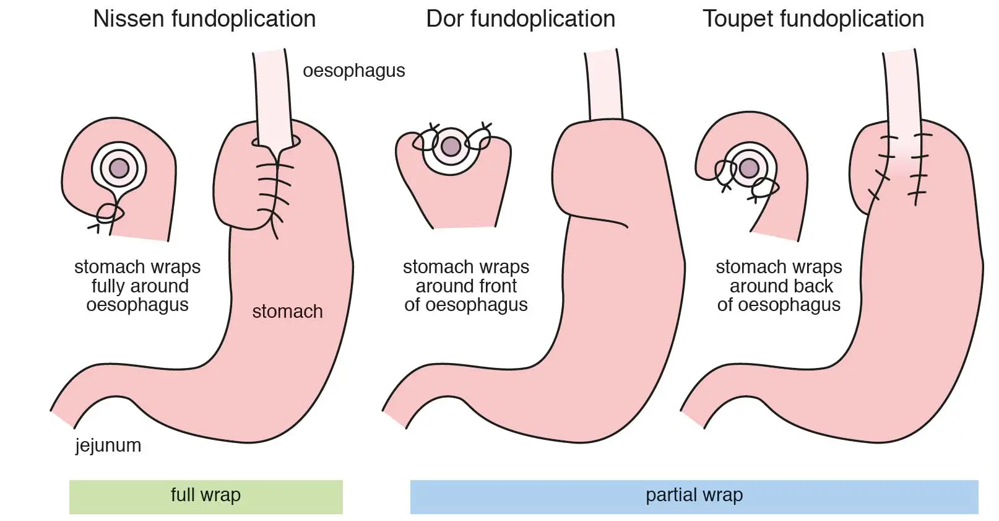 Nissen fundoplication
Dor fundoplication
Toupet fundoplication
oesophagus
stomach wraps
fully around
oesophagus
stomach
stomach wraps
around front
of oesophagus
stomach wraps
around back
of oesophagus
jejunum
full wrap
partial wrap